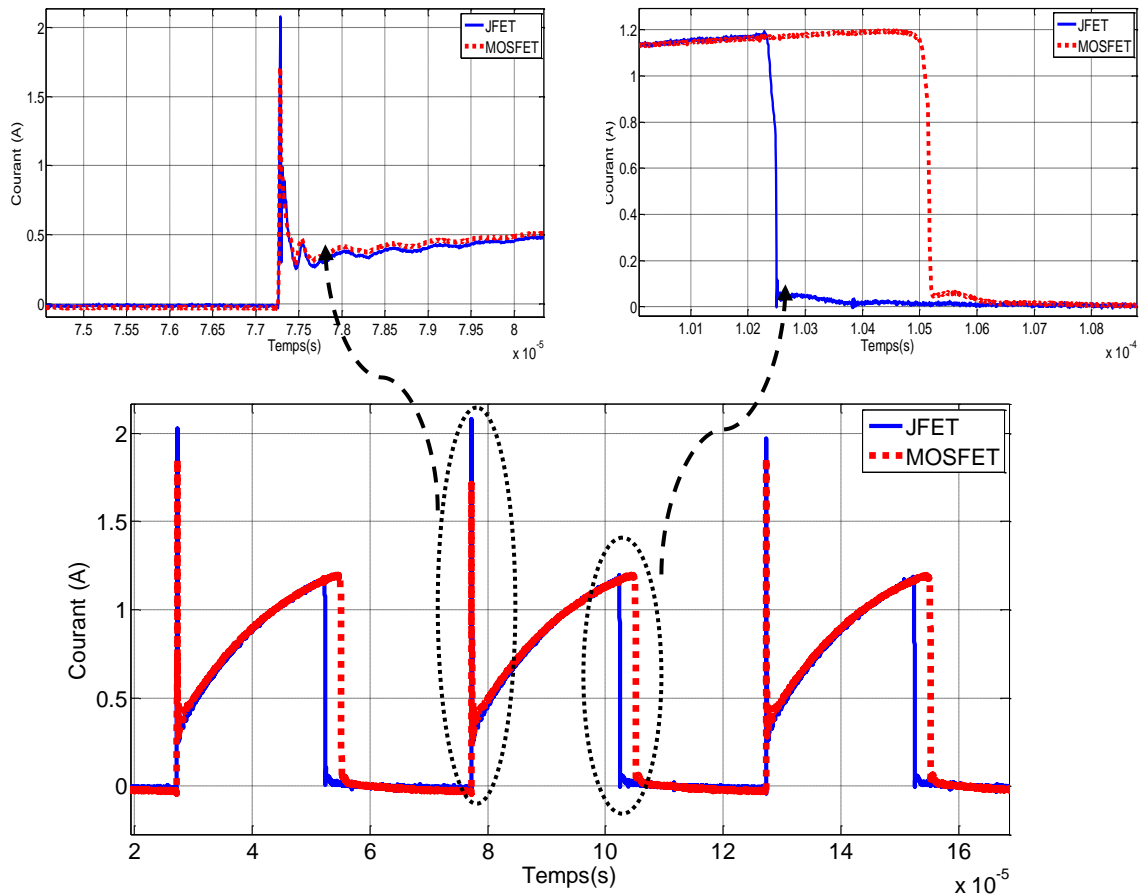 JFET
MOSFET
2
1.5
1
0.5
0
Courant (A)
7.5
7.55
7.6
7.65
7.7
7.75
7.8
7.85
7.9
7.95
8
Temps(s)
x 10-5
JFET
MOSFET
1.2
1
0.8
0.6
0.4
0.2
0
Courant (A)
1.01
1.02
1.03
1.04
1.05
1.06
1.07
1.08
Temps(s)
x 10-4
JFET
MOSFET
2
1.5
1
0.5
0
Courant (A)
2
4
6
8
10
12
14
16
Temps(s)
x 10-5